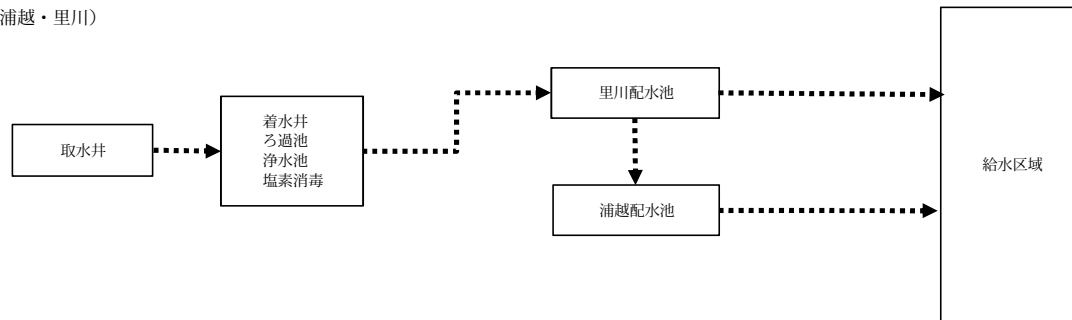 浦越・里川）
取水井
着水井
ろ過池
浄水池
塩素消毒
里川配水池
浦越配水池
給水区域